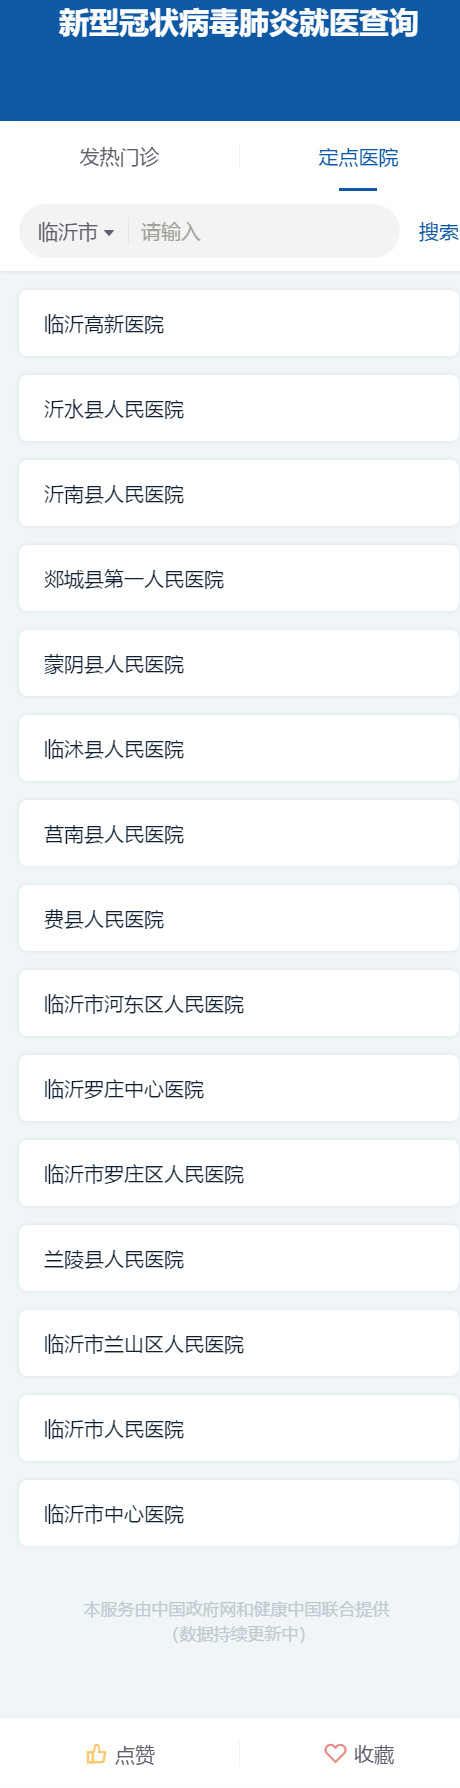 新型冠状病毒肺炎就医查询
发热门诊
定点医院
临沂市 请输入 搜索
临沂高新医院
沂水县人民医院
沂南县人民医院
郯城县第一人民医院
蒙阴县人民医院
临沭县人民医院
莒南县人民医院
费县人民医院
临沂市河东区人民医院
临沂罗庄中心医院
临沂市罗庄区人民医院
兰陵县人民医院
临沂市兰山区人民医院
临沂市人民医院
临沂市中心医院
本服务由中国政府网和健康中国联合提供
（数据持续更新中）
点赞
收藏